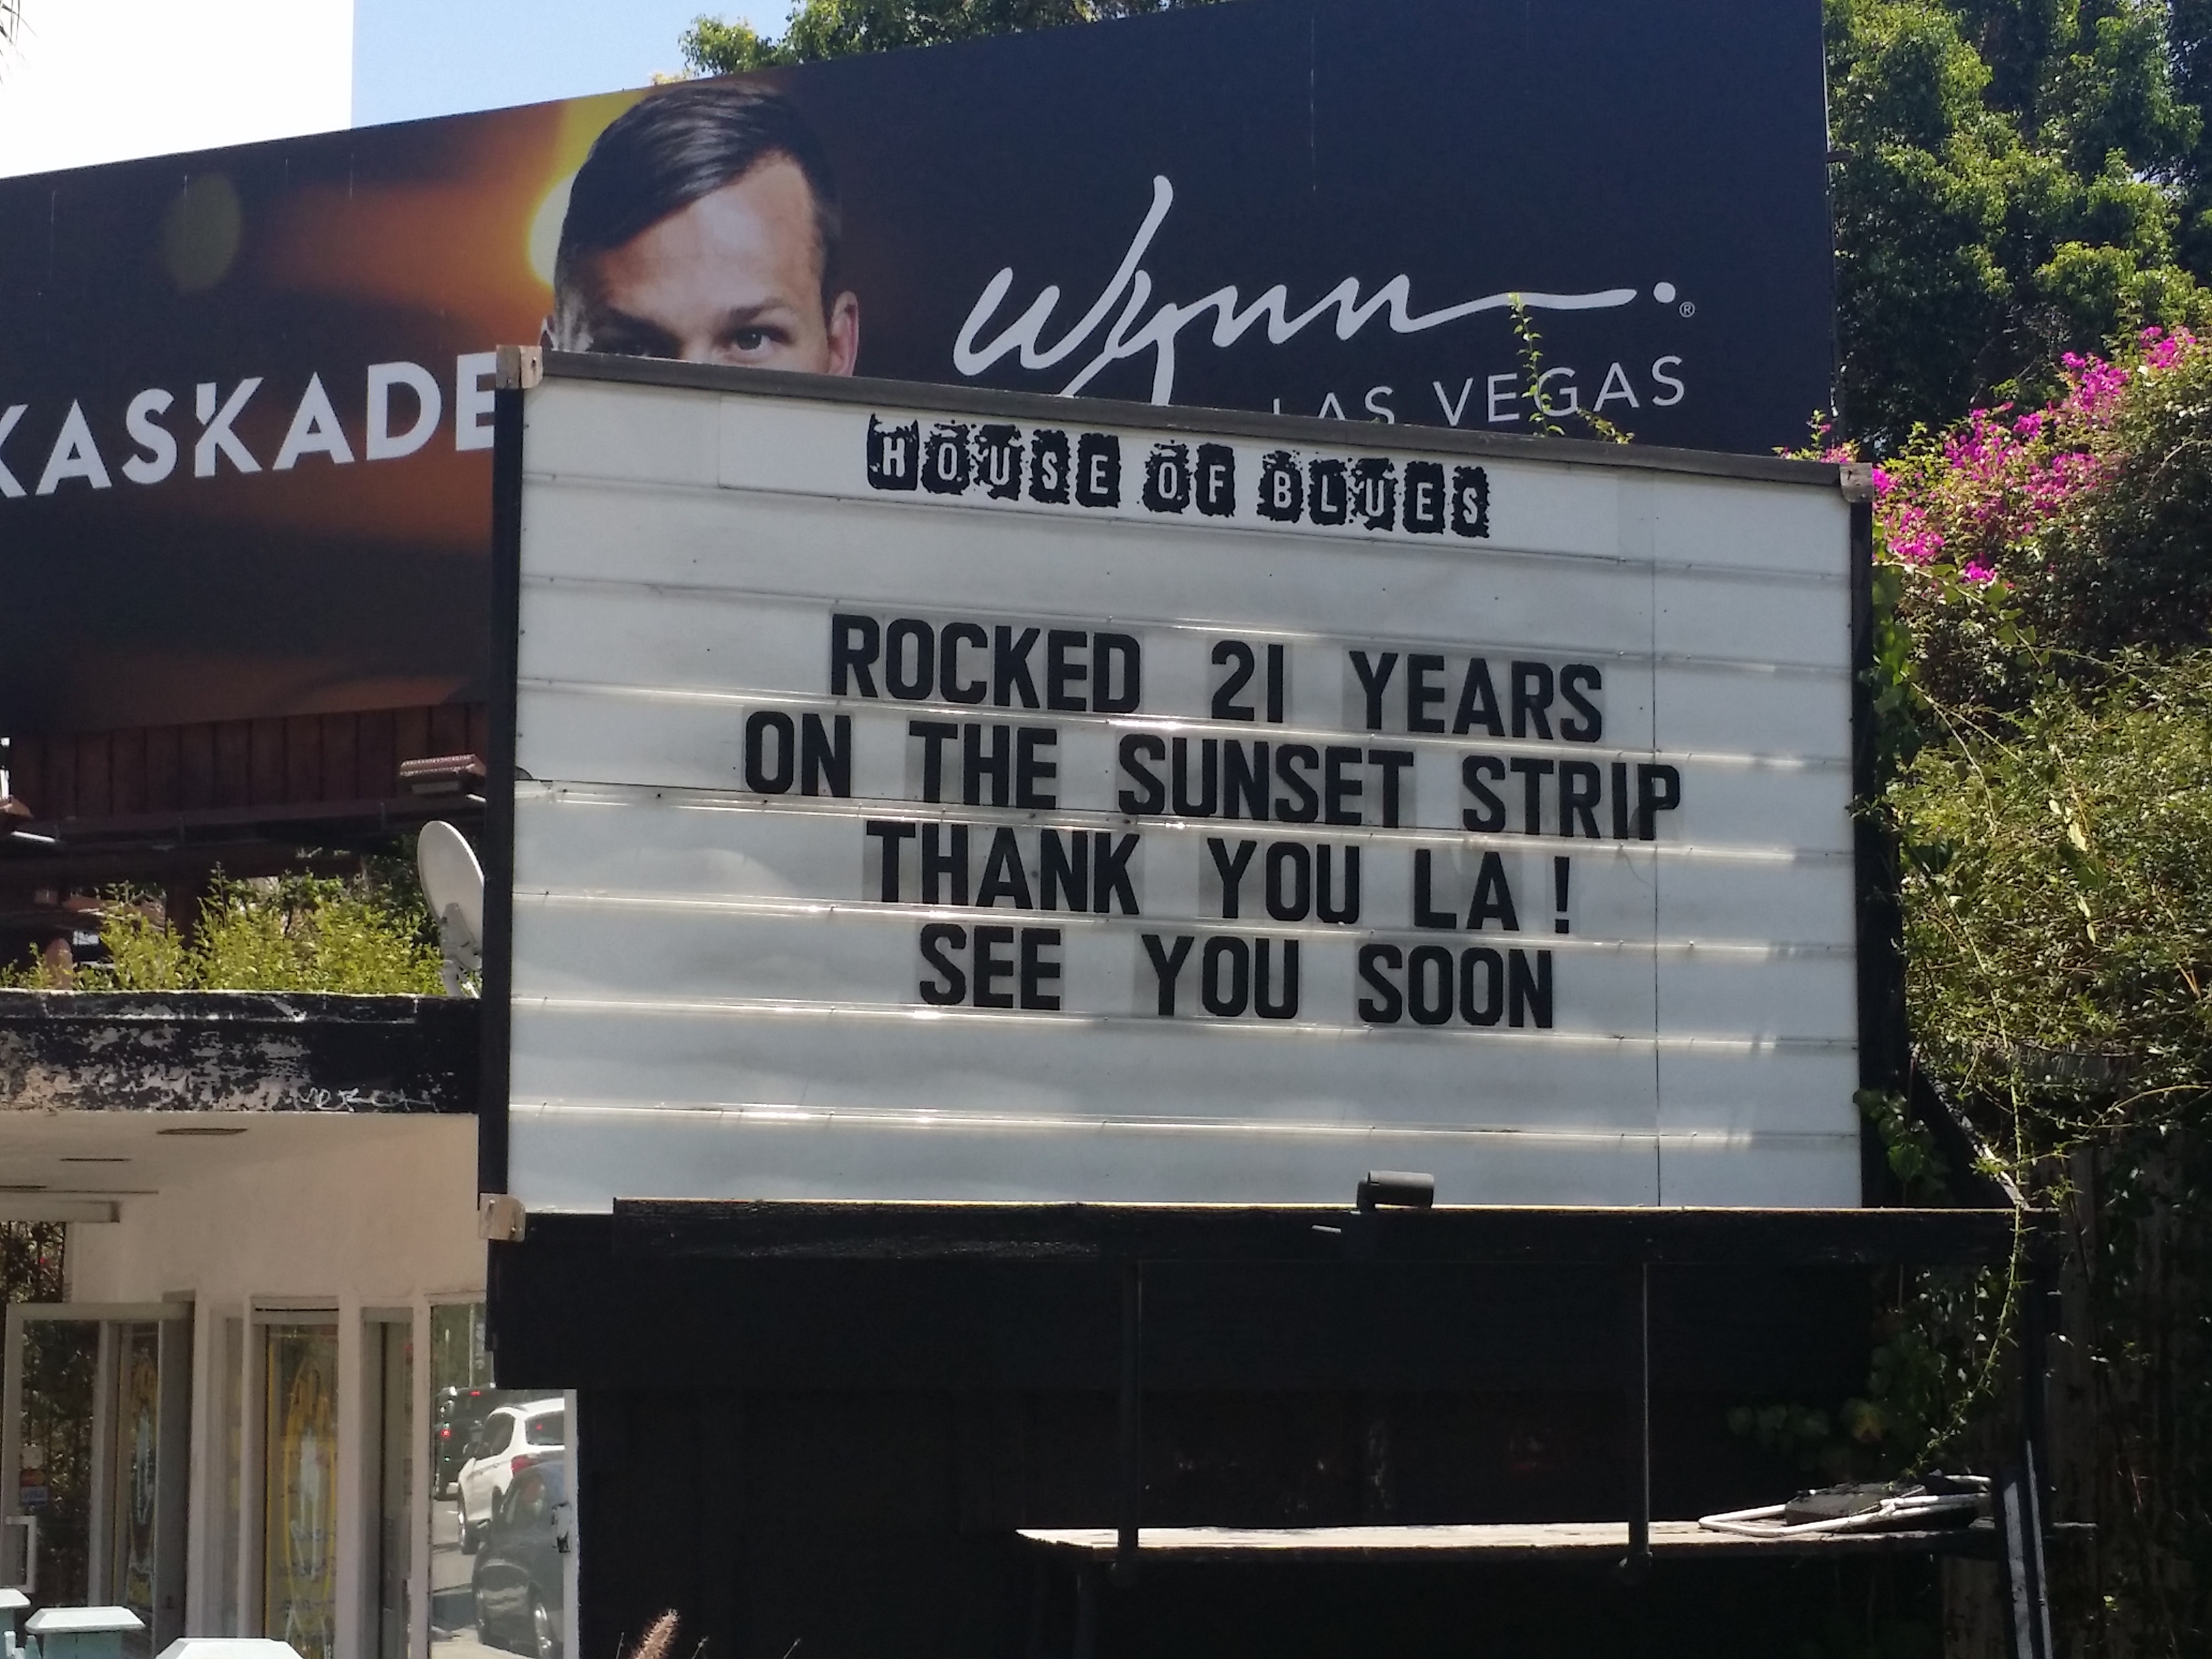 KASKADE
Wynn
LAS VEGAS
HOUSE OF BLUES
ROCKED 21 YEARS
ON THE SUNSET STRIP
THANK YOU LA!
SEE YOU SOON